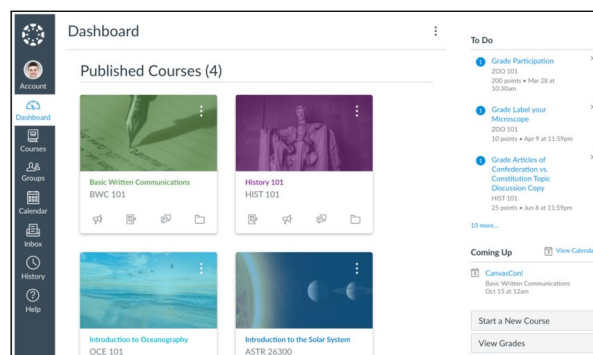 Dashboard
Account
Dashboard
Courses
Groups
Calendar
Inbox
History
Help
Published Courses (4)
Basic Written Communications
BWC 101
History 101
HIST 101
Introduction to Oceanography
OCE 101
Introduction to the Solar System
ASTR 26300
To Do
1 Grade Participation
ZOO 101
200 points • Mar 28 at
10:30am
1 Grade Label your
Microscope
ZOO 101
10 points • Apr 9 at 11:59pm
1 Grade Articles of
Confederation vs.
Constitution Topic
Discussion Copy
HIST 101
25 points • Jun 8 at 11:59pm
10 more...
Coming Up
View Calenda
CanvasCon!
Basic Written Communications
Oct 15 at 12am
Start a New Course
View Grades